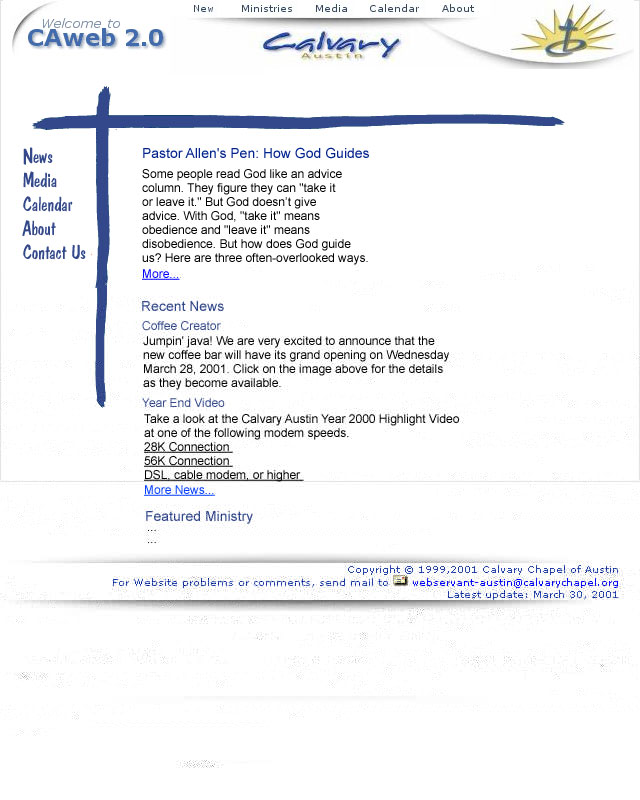 New Ministries Media Calendar About
Welcome to
CAweb 2.0
Calvary
Austin
News
Media
Calendar
About
Contact Us
Pastor Allen's Pen: How God Guides
Some people read God like an advice
column. They figure they can "take it
or leave it." But God doesn't give
advice. With God, "take it" means
obedience and "leave it" means
disobedience. But how does God guide
us? Here are three often-overlooked ways.
More...
Recent News
Coffee Creator
Jumpin' java! We are very excited to announce that the
new coffee bar will have its grand opening on Wednesday
March 28, 2001. Click on the image above for the details
as they become available.
Year End Video
Take a look at the Calvary Austin Year 2000 Highlight Video
at one of the following modem speeds.
28K Connection
56K Connection
DSL, cable modem, or higher
More News...
Featured Ministry
...
...
Copyright © 1999,2001 Calvary Chapel of Austin
For Website problems or comments, send mail to webservant-austin@calvarychapel.org
Latest update: March 30, 2001